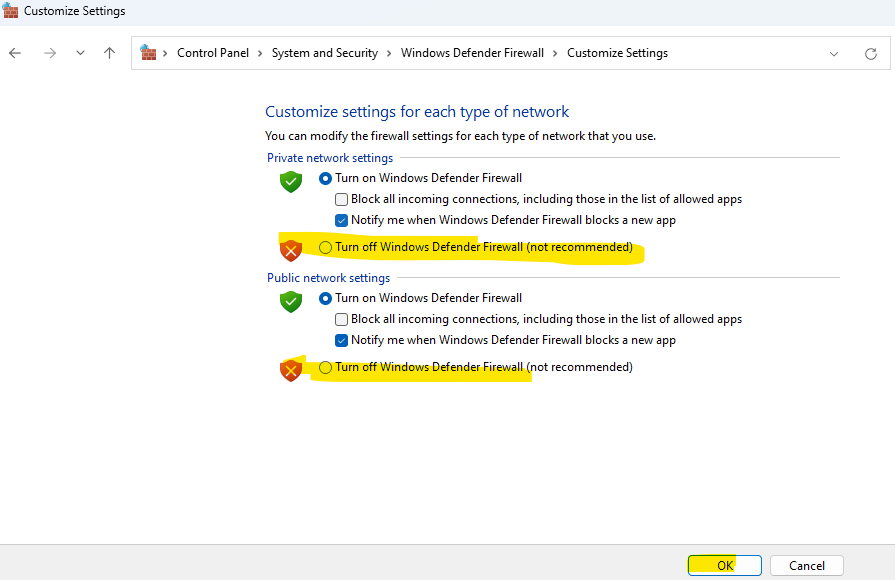 Customize Settings
Control Panel > System and Security > Windows Defender Firewall > Customize Settings
Customize settings for each type of network
You can modify the firewall settings for each type of network that you use.
Private network settings
Turn on Windows Defender Firewall
Block all incoming connections, including those in the list of allowed apps
Notify me when Windows Defender Firewall blocks a new app
Turn off Windows Defender Firewall (not recommended)
Public network settings
Turn on Windows Defender Firewall
Block all incoming connections, including those in the list of allowed apps
Notify me when Windows Defender Firewall blocks a new app
Turn off Windows Defender Firewall (not recommended)
OK Cancel